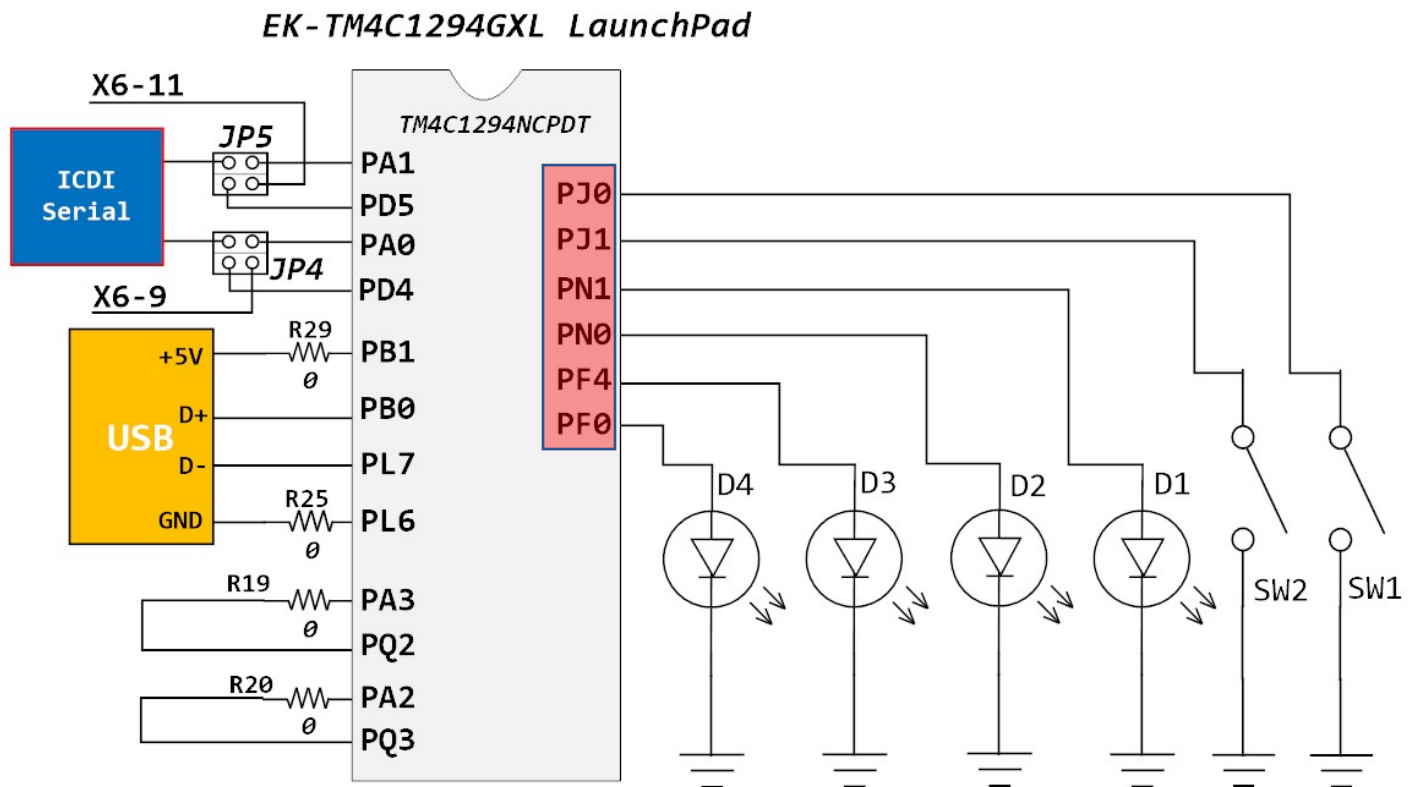 EK-TM4C1294GXL LaunchPad
X6-11
TM4C1294NCPDT
JP5
ICDI
Serial
PA1
PD5
PA0
JP4
PD4
X6-9
PJ0
PJ1
PN1
PN0
PF4
PF0
USB
+5V
D+
D-
GND
R29
0
PB1
PB0
PL7
R25
0
PL6
R19
0
PA3
PQ2
R20
0
PA2
PQ3
D4
D3
D2
D1
SW2
SW1